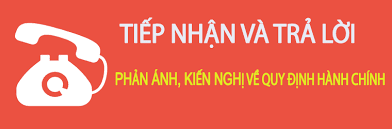 TIẾP NHẬN VÀ TRẢ LỜI
PHẢN ÁNH, KIẾN NGHỊ VỀ QUY ĐỊNH HÀNH CHÍNH